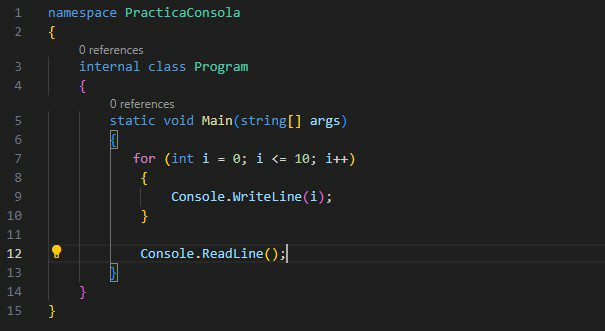 1 namespace PracticaConsola
2 {
0 references
3 internal class Program
4 {
0 references
5 static void Main(string[] args)
6 {
7 for (int i = 0; i <= 10; i++)
8 {
9 Console.WriteLine(i);
10 }
11
12 Console.ReadLine();
13 }
14 }
15 }